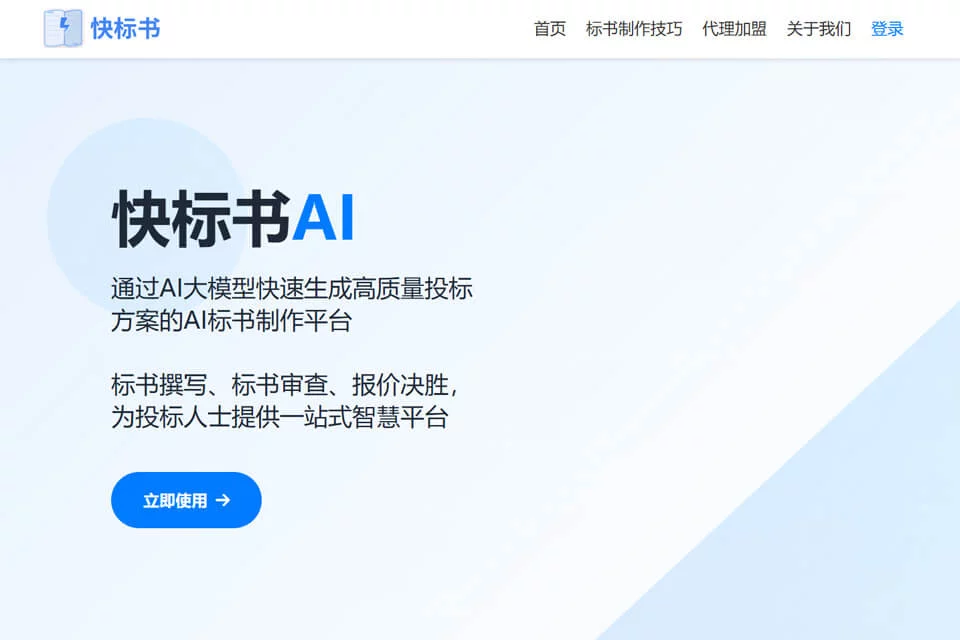 快标书
首页 标书制作技巧 代理加盟 关于我们 登录
快标书AI
通过AI大模型快速生成高质量投标
方案的AI标书制作平台
标书撰写、标书审查、报价决胜，
为投标人士提供一站式智慧平台
立即使用 →